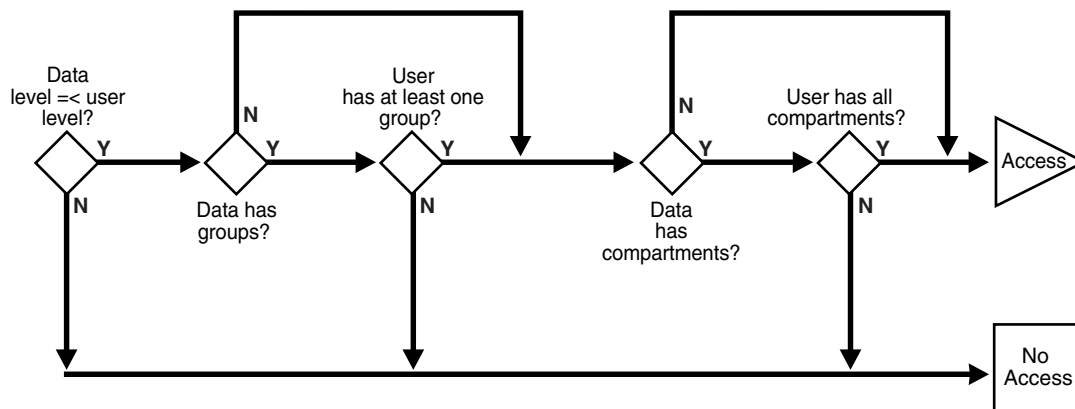 Data
level =< user
level?
Y
N
N
Y
Data has
groups?
User
has at least one
group?
Y
N
N
Y
Data
has
compartments?
User has all
compartments?
Y
N
Access
No
Access